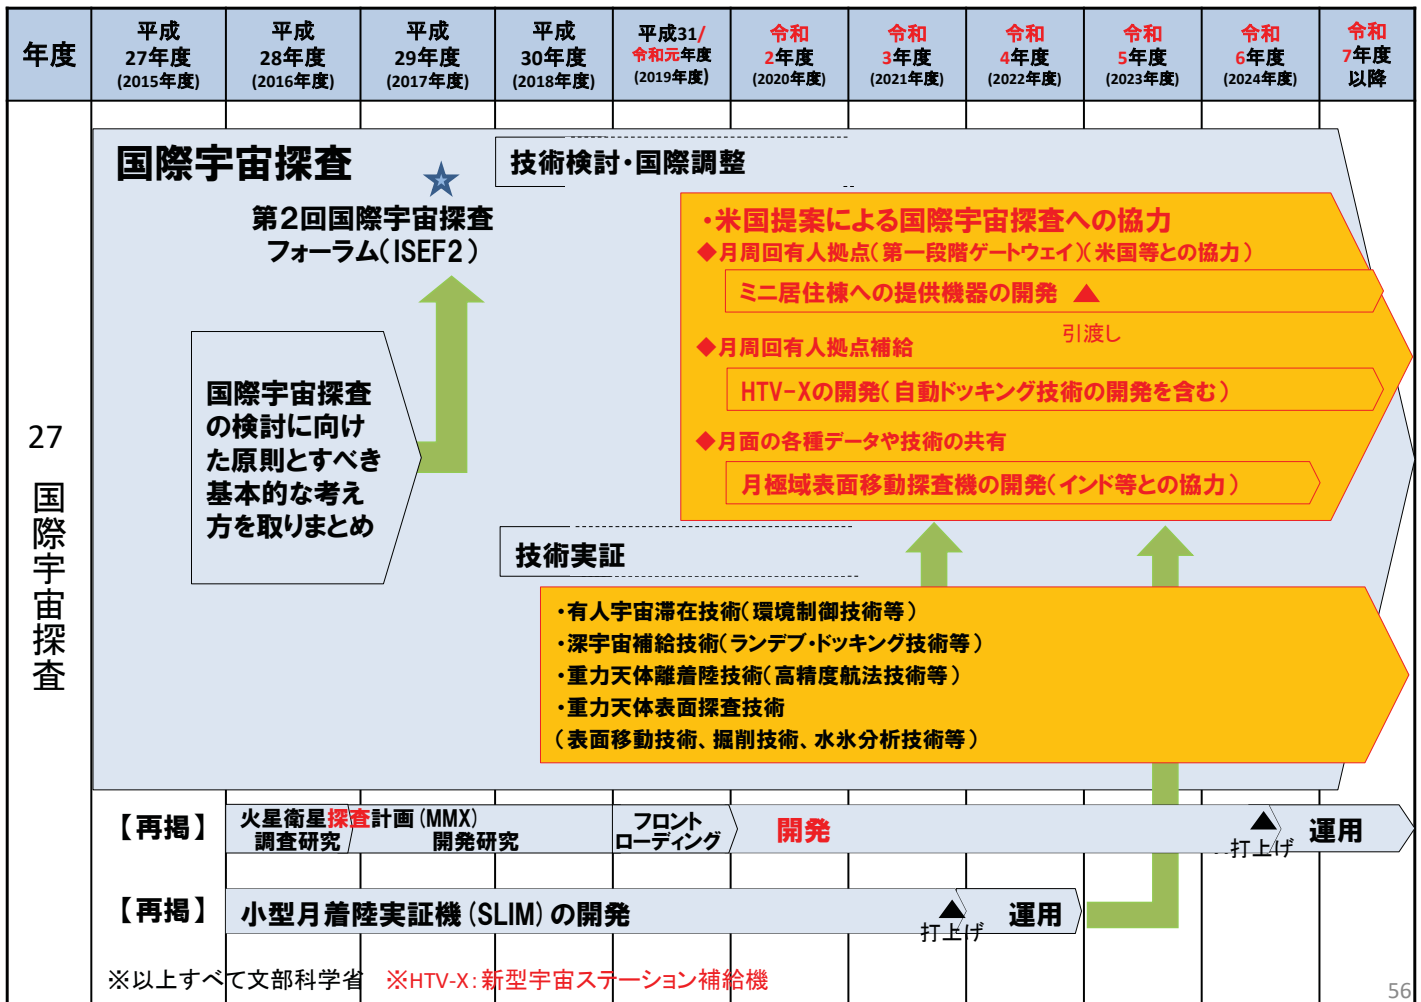 年度
平成
27年度
(2015年度)
平成
28年度
(2016年度)
平成
29年度
(2017年度)
平成
30年度
(2018年度)
平成31/
令和元年度
(2019年度)
令和
2年度
(2020年度)
令和
3年度
(2021年度)
令和
4年度
(2022年度)
令和
5年度
(2023年度)
令和
6年度
(2024年度)
令和
7年度
以降
27
国際宇宙探査
国際宇宙探査
第2回国際宇宙探査
フォーラム(ISEF2)
国際宇宙探査
の検討に向け
た原則とすべき
基本的な考え
方を取りまとめ
技術検討・国際調整
・米国提案による国際宇宙探査への協力
◆月周回有人拠点(第一段階ゲートウェイ)(米国等との協力)
ミニ居住棟への提供機器の開発 ▲
引渡し
◆月周回有人拠点補給
HTV-Xの開発(自動ドッキング技術の開発を含む)
◆月面の各種データや技術の共有
月極域表面移動探査機の開発(インド等との協力)
技術実証
・有人宇宙滞在技術(環境制御技術等)
・深宇宙補給技術(ランデブ・ドッキング技術等)
・重力天体離着陸技術(高精度航法技術等)
・重力天体表面探査技術
(表面移動技術、掘削技術、水氷分析技術等)
【再掲】
火星衛星探査計画(MMX)
調査研究
開発研究
フロント
ローディング
開発
▲
打上げ
運用
【再掲】
小型月着陸実証機(SLIM)の開発
▲
打上げ
運用
※以上すべて文部科学省 ※HTV-X:新型宇宙ステーション補給機
56